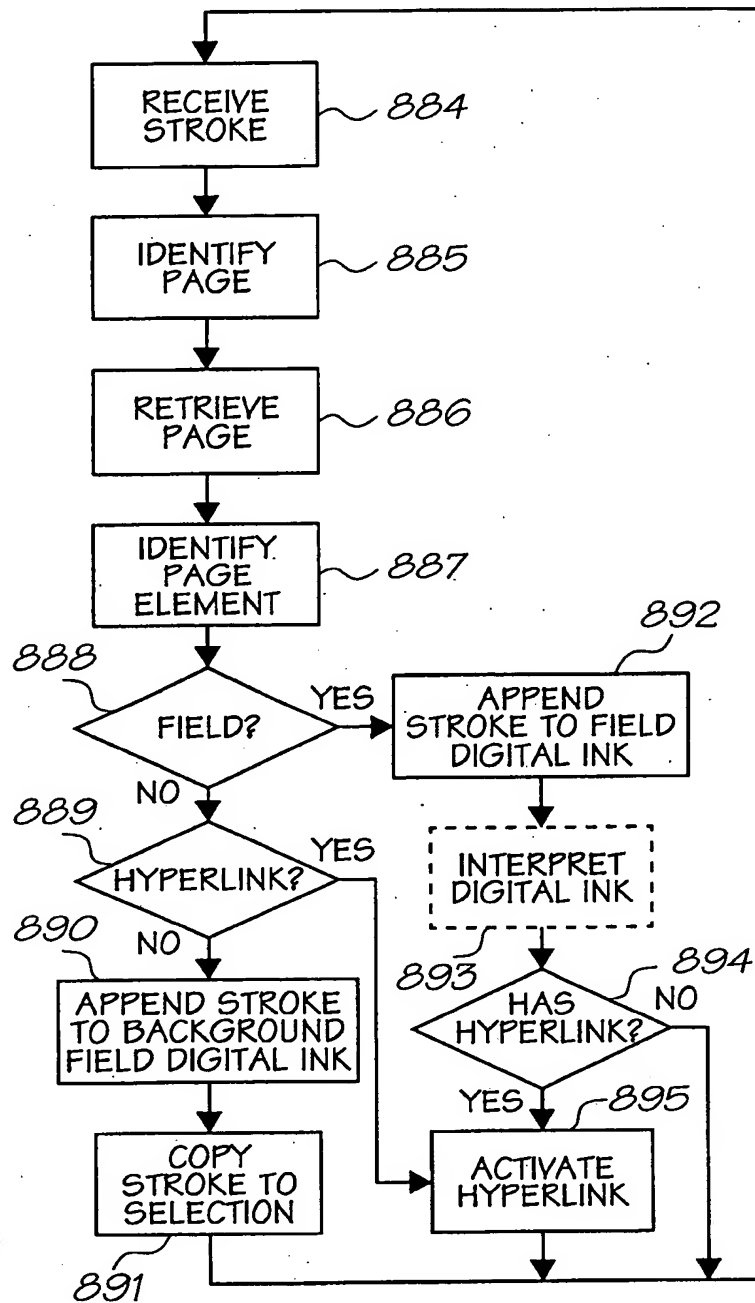 RECEIVE
STROKE
884
IDENTIFY
PAGE
885
RETRIEVE
PAGE
886
IDENTIFY
PAGE
ELEMENT
887
888
FIELD?
YES
NO
892
APPEND
STROKE TO FIELD
DIGITAL INK
889
HYPERLINK?
YES
NO
INTERPRET
DIGITAL INK
893
890
APPEND STROKE
TO BACKGROUND
FIELD DIGITAL INK
894
HAS
HYPERLINK?
NO
YES
895
COPY
STROKE TO
SELECTION
891
ACTIVATE
HYPERLINK